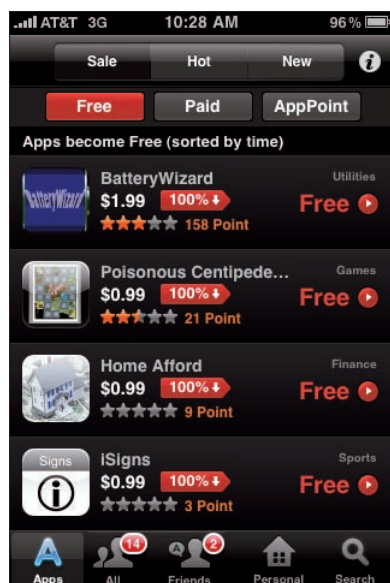 AT&T 3G 10:28 AM 96%
Sale Hot New i
Free Paid AppPoint
Apps become Free (sorted by time)
BatteryWizard
BatteryWizard Utilities
$1.99 100% Free
158 Point
Poisonous Centipede... Games
$0.99 100% Free
21 Point
Home Afford Finance
$0.99 100% Free
9 Point
Signs
i
iSigns Sports
$0.99 100% Free
3 Point
A 14 A 2
Apps All Friends Personal Search